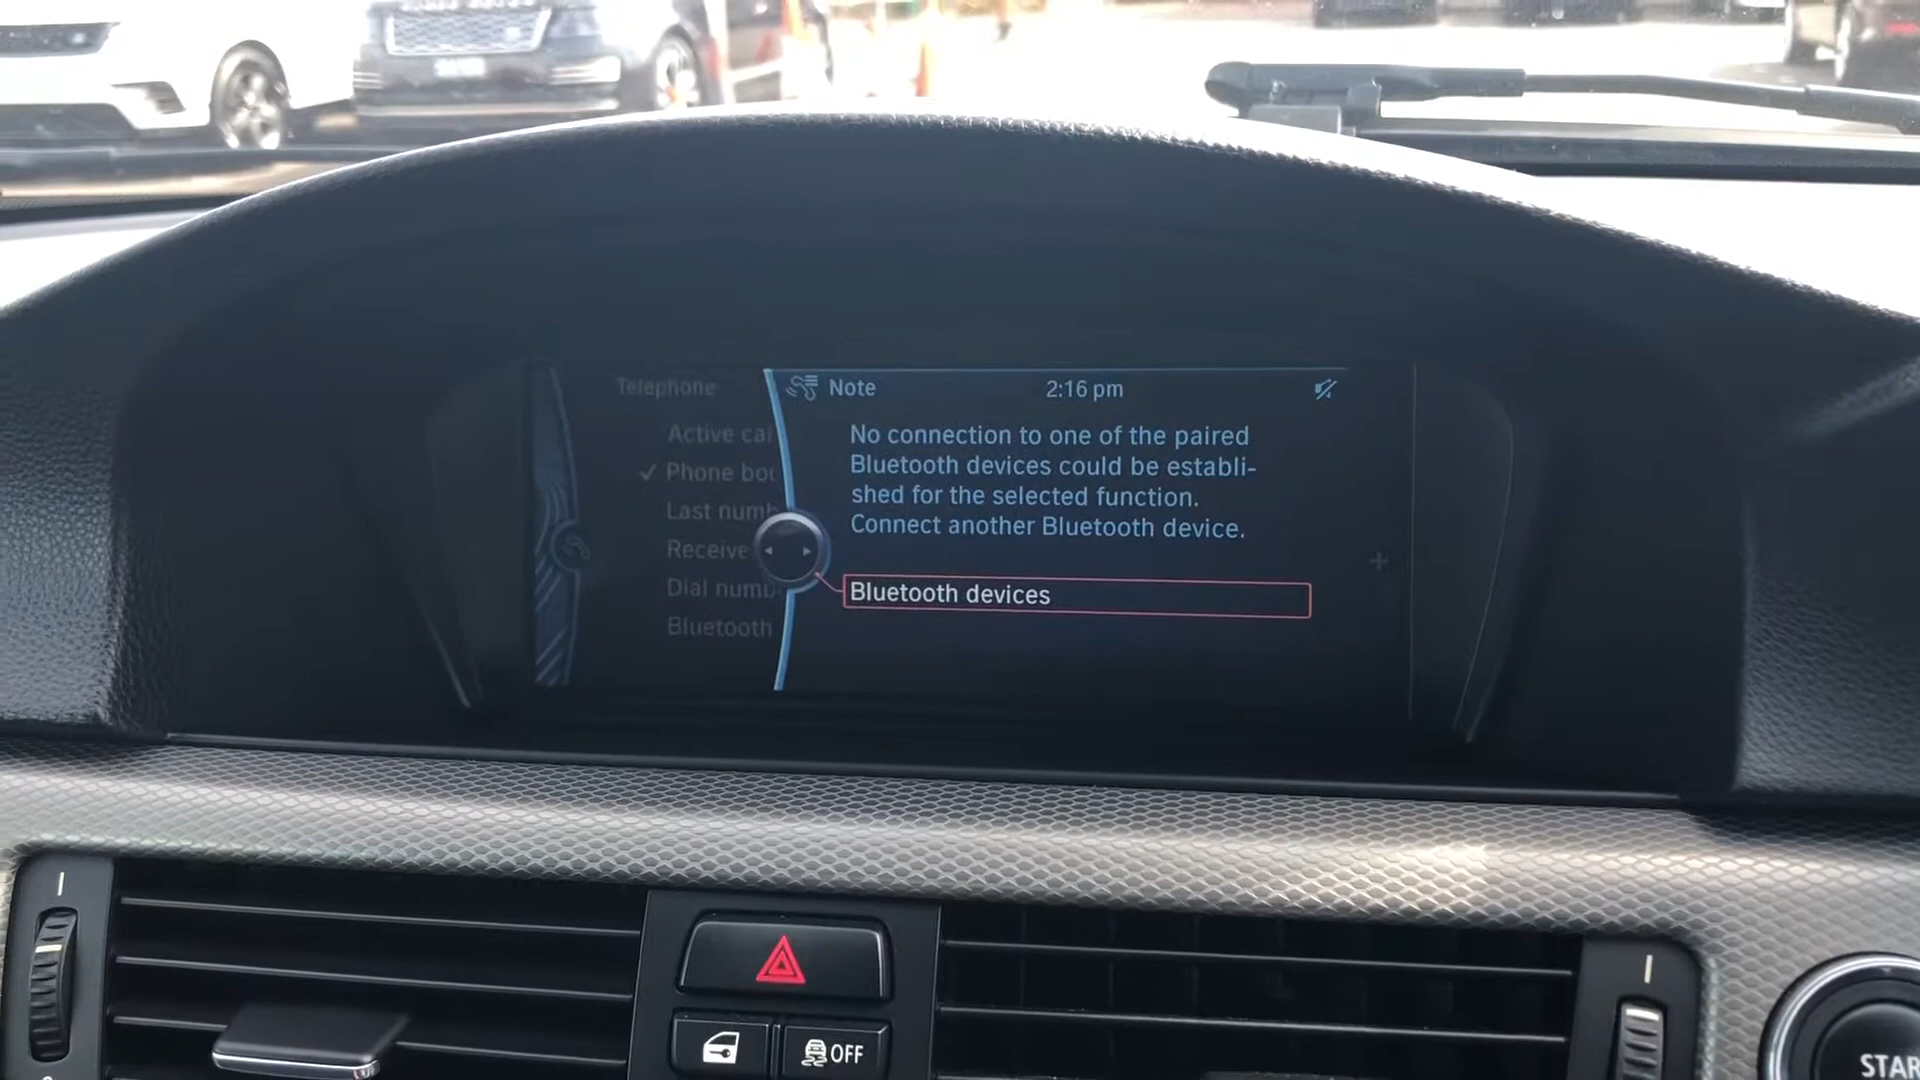 Telephone
Note
2:16 pm
Active cal
Phone boo
Last numb
Receive
Dial numb
Bluetooth
No connection to one of the paired
Bluetooth devices could be establi-
shed for the selected function.
Connect another Bluetooth device.
Bluetooth devices
OFF
STAR